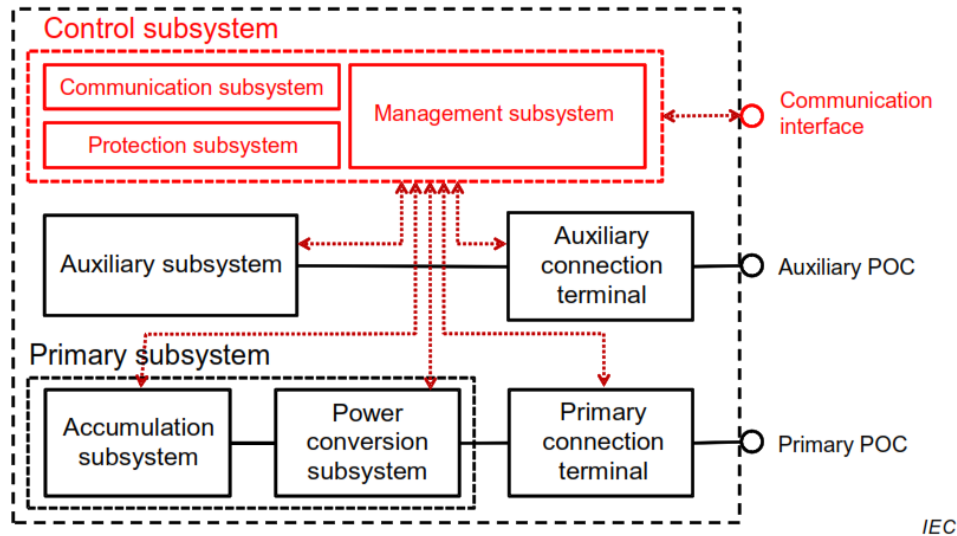 Control subsystem
Communication subsystem
Protection subsystem
Management subsystem
Communication
interface
Auxiliary subsystem
Auxiliary
connection
terminal
Auxiliary POC
Primary subsystem
Accumulation
subsystem
Power
conversion
subsystem
Primary
connection
terminal
Primary POC
IEC